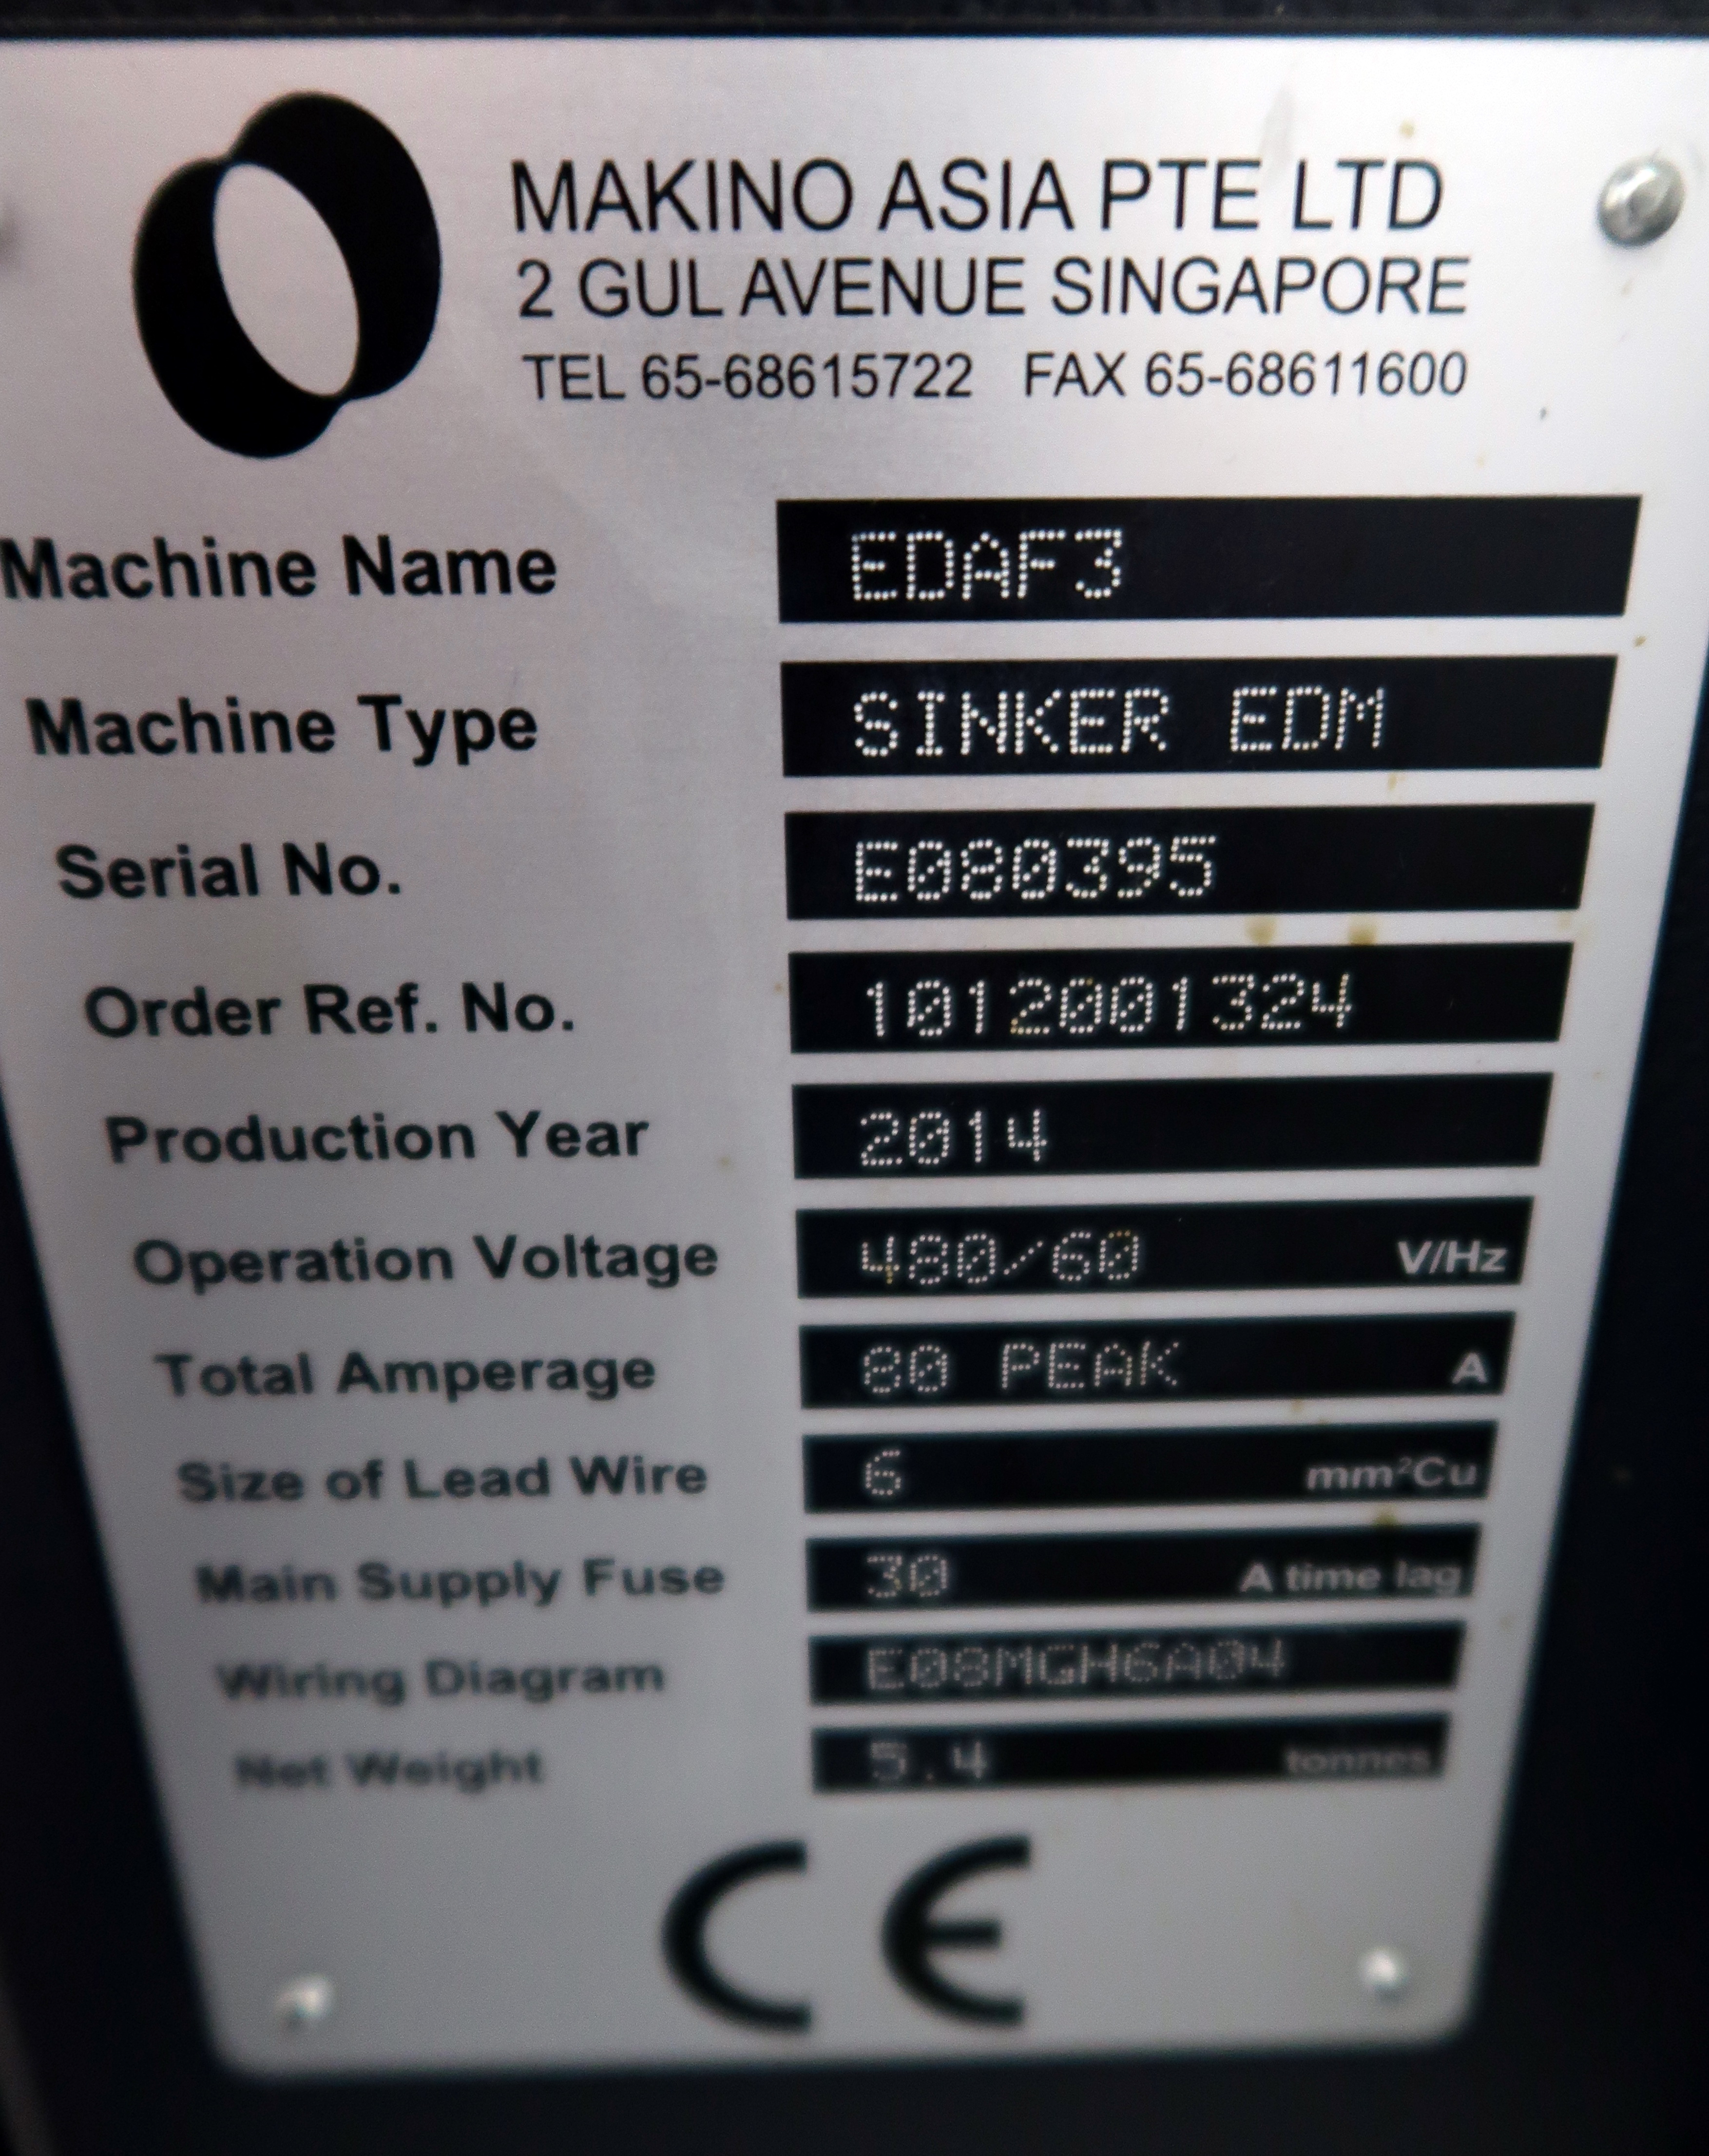 MAKINO ASIA PTE LTD
2 GUL AVENUE SINGAPORE
TEL 65-68615722 FAX 65-68611600
Machine Name EDAF3
Machine Type SINKER EDM
Serial No. E080395
Order Ref. No. 1012001324
Production Year 2014
Operation Voltage 480/60 V/Hz
Total Amperage 80 PEAK A
Size of Lead Wire 6 mm²Cu
Main Supply Fuse 30 A time lag
Wiring Diagram E08MGH6A04
Net Weight 5.4 tonnes
CE